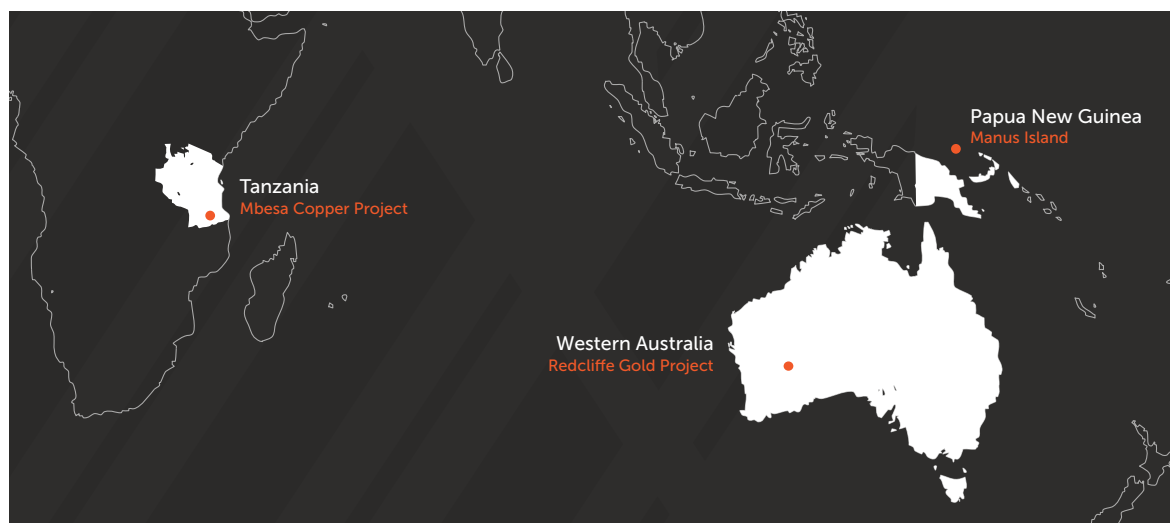 Papua New Guinea
Manus Island
Tanzania
Mbesa Copper Project
Western Australia
Redcliffe Gold Project